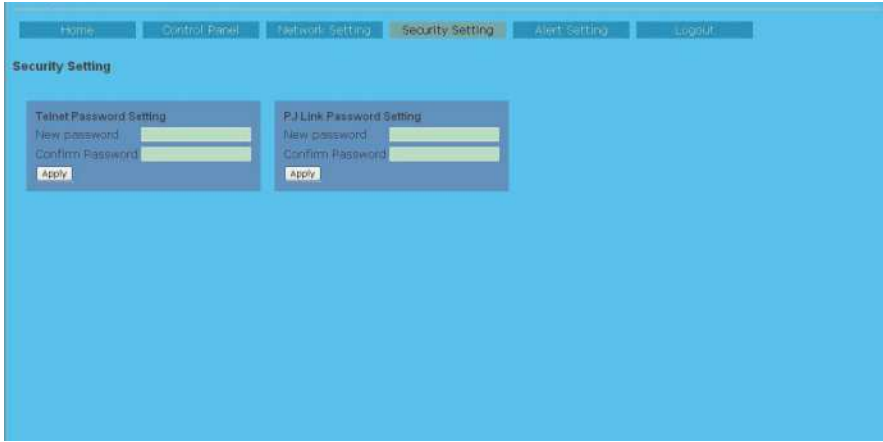 Home Control Panel Network Setting Security Setting Alert Setting Logout
Security Setting
Telnet Password Setting
New password
Confirm Password
Apply
PJ Link Password Setting
New password
Confirm Password
Apply